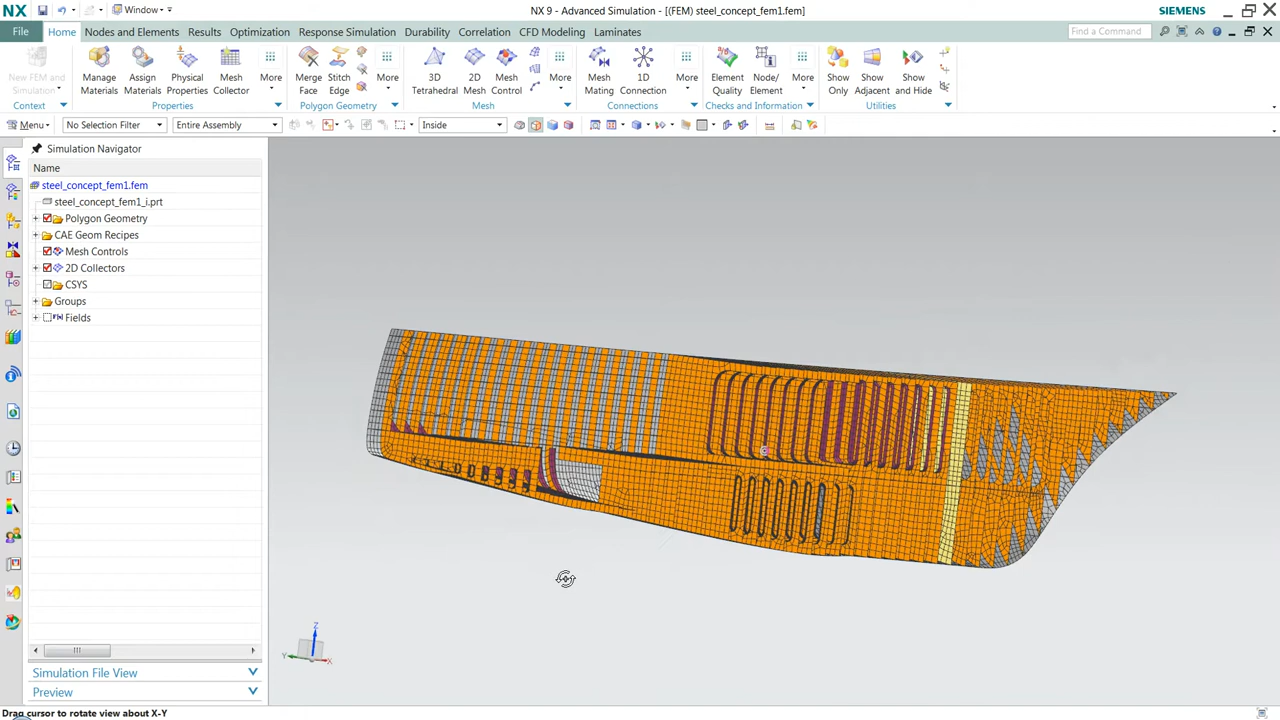 NX Window NX 9 - Advanced Simulation - [(FEM) steel_concept_fem1.fem] SIEMENS
File Home Nodes and Elements Results Optimization Response Simulation Durability Correlation CFD Modeling Laminates Find a Command
New FEM and Simulation Manage Materials Assign Materials Physical Properties Mesh Collector More Merge Face Stitch Edge More 3D Tetrahedral 2D Mesh Mesh Control More Mesh Mating 1D Connection More Element Quality Node/Element More Show Only Show Adjacent Show and Hide
Context Properties Polygon Geometry Mesh Connections Checks and Information Utilities
Menu No Selection Filter Entire Assembly Inside
Simulation Navigator
Name
steel_concept_fem1.fem
steel_concept_fem1_i.prt
Polygon Geometry
CAE Geom Recipes
Mesh Controls
2D Collectors
CSYS
Groups
Fields
Z
Y X
Simulation File View
Preview
Drag cursor to rotate view about X-Y